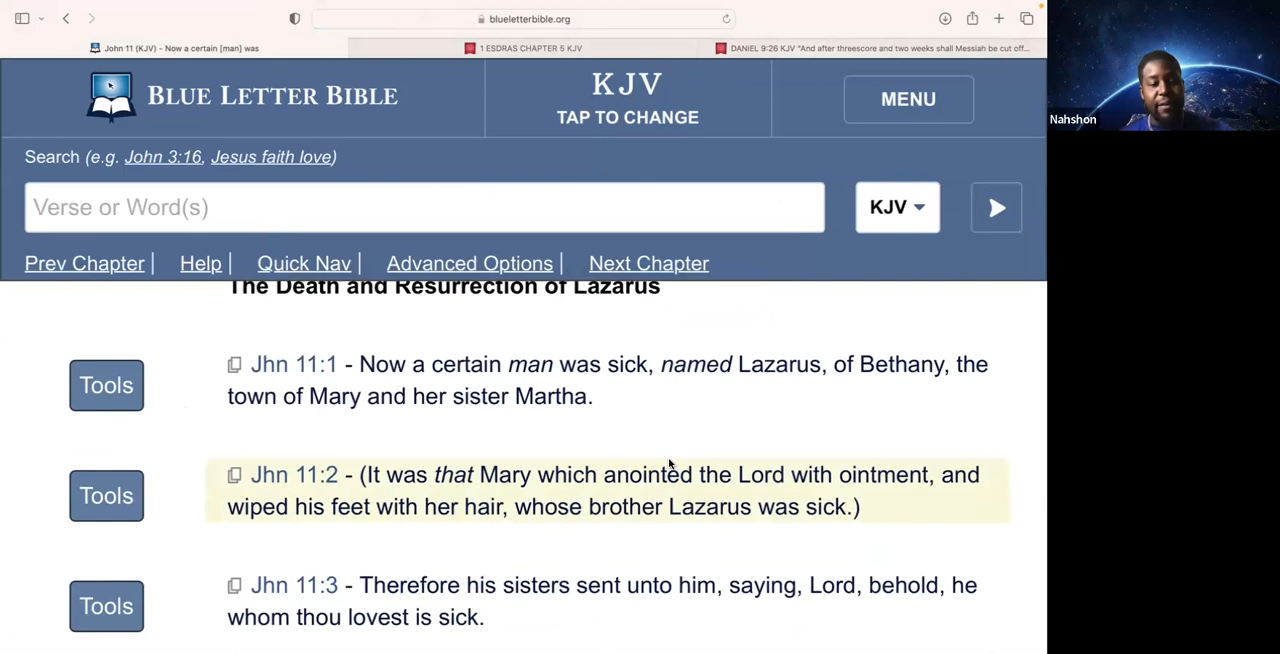 blueletterbible.org
John 11 (KJV) - Now a certain [man] was
1 ESDRAS CHAPTER 5 KJV
DANIEL 9:26 KJV "And after threescore and two weeks shall Messiah be cut off...
BLUE LETTER BIBLE
KJV
TAP TO CHANGE
MENU
Nahshon
Search (e.g. John 3:16, Jesus faith love)
Verse or Word(s)
KJV
Prev Chapter | Help | Quick Nav | Advanced Options | Next Chapter
The Death and Resurrection of Lazarus
Tools
Jhn 11:1 - Now a certain man was sick, named Lazarus, of Bethany, the
town of Mary and her sister Martha.
Tools
Jhn 11:2 - (It was that Mary which anointed the Lord with ointment, and
wiped his feet with her hair, whose brother Lazarus was sick.)
Tools
Jhn 11:3 - Therefore his sisters sent unto him, saying, Lord, behold, he
whom thou lovest is sick.